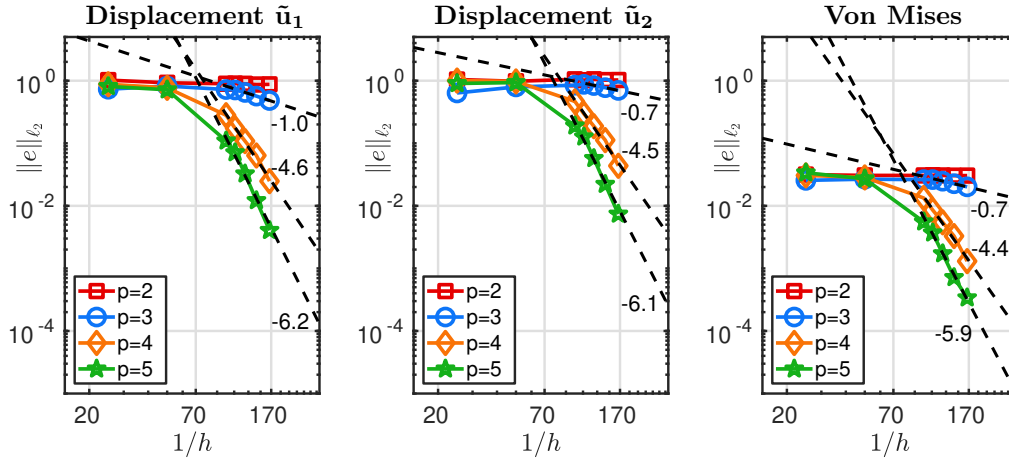 Displacement ũ₁
||e||ℓ₂
10⁰
10⁻²
10⁻⁴
-1.0
-4.6
-6.2
p=2
p=3
p=4
p=5
20 70 170
1/h
Displacement ũ₂
||e||ℓ₂
10⁰
10⁻²
10⁻⁴
-0.7
-4.5
-6.1
p=2
p=3
p=4
p=5
20 70 170
1/h
Von Mises
||e||ℓ₂
10⁰
10⁻²
10⁻⁴
-0.7
-4.4
-5.9
p=2
p=3
p=4
p=5
20 70 170
1/h